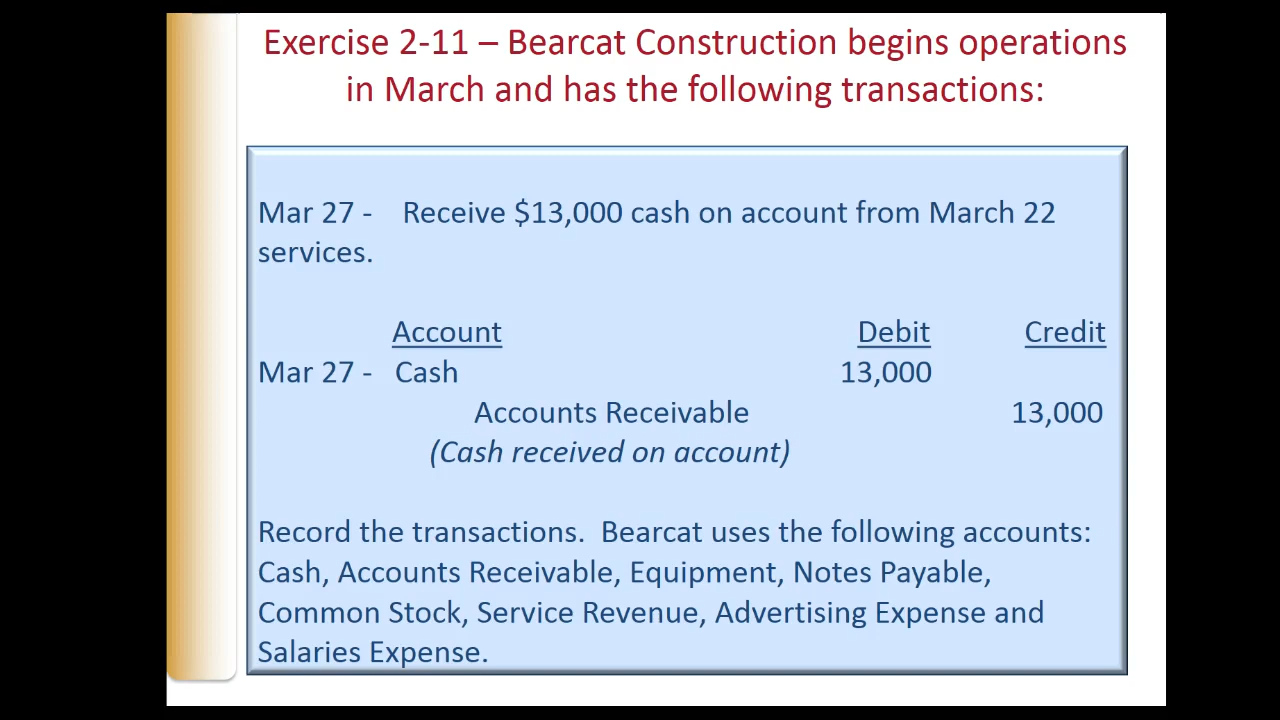 Exercise 2-11 – Bearcat Construction begins operations
in March and has the following transactions:
Mar 27 - Receive $13,000 cash on account from March 22
services.
Account Debit Credit
Mar 27 - Cash 13,000
Accounts Receivable 13,000
(Cash received on account)
Record the transactions. Bearcat uses the following accounts:
Cash, Accounts Receivable, Equipment, Notes Payable,
Common Stock, Service Revenue, Advertising Expense and
Salaries Expense.